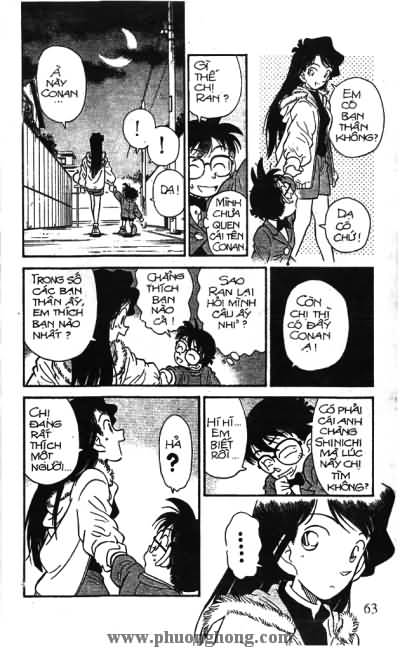 À
NÀY
CONAN
...
!
!
DẠ!
GÌ
THẾ
CHỊ
RAN?
MÌNH
CHƯA
QUEN
CÁI TÊN
CONAN.
EM
CÓ
BẠN
THÂN
KHÔNG?
DẠ
CÓ
CHỨ!
TRONG SỐ
CÁC BẠN
THÂN ẤY,
EM THÍCH
BẠN NÀO
NHẤT?
CHẲNG
THÍCH
BẠN
NÀO
CẢ!
SAO
RAN LẠI
HỎI MÌNH
CÂU ẤY
NHỈ?
CÒN
CHỊ THÌ
CÓ ĐẤY
CONAN
Ạ!
CHỊ
ĐANG
RẤT
THÍCH
MỘT
NGƯỜI...
HẢ
?
HÍ HÍ...
EM
BIẾT
RỒI...
CÓ PHẢI
CÁI ANH
CHÀNG
SHINICHI
MÀ LÚC
NÃY CHỊ
TÌM
KHÔNG?
.....
63
www.phuonghong.com